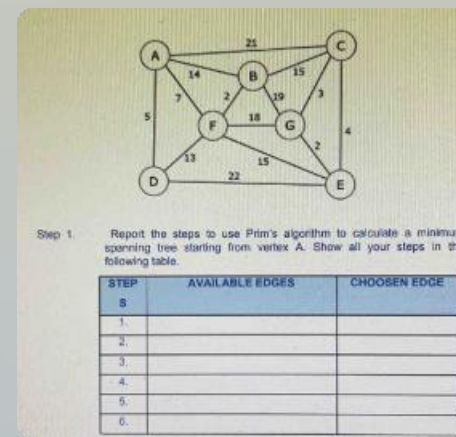 21
A
C
14
B
15
7
2
19
3
5
18
F
G
4
13
15
2
22
D
E
Step 1.
Report the steps to use Prim's algorithm to calculate a minimu
spanning tree starting from vertex A. Show all your steps in th
following table.
STEP
S
AVAILABLE EDGES
CHOOSEN EDGE
1.
2.
3.
4.
5.
6.